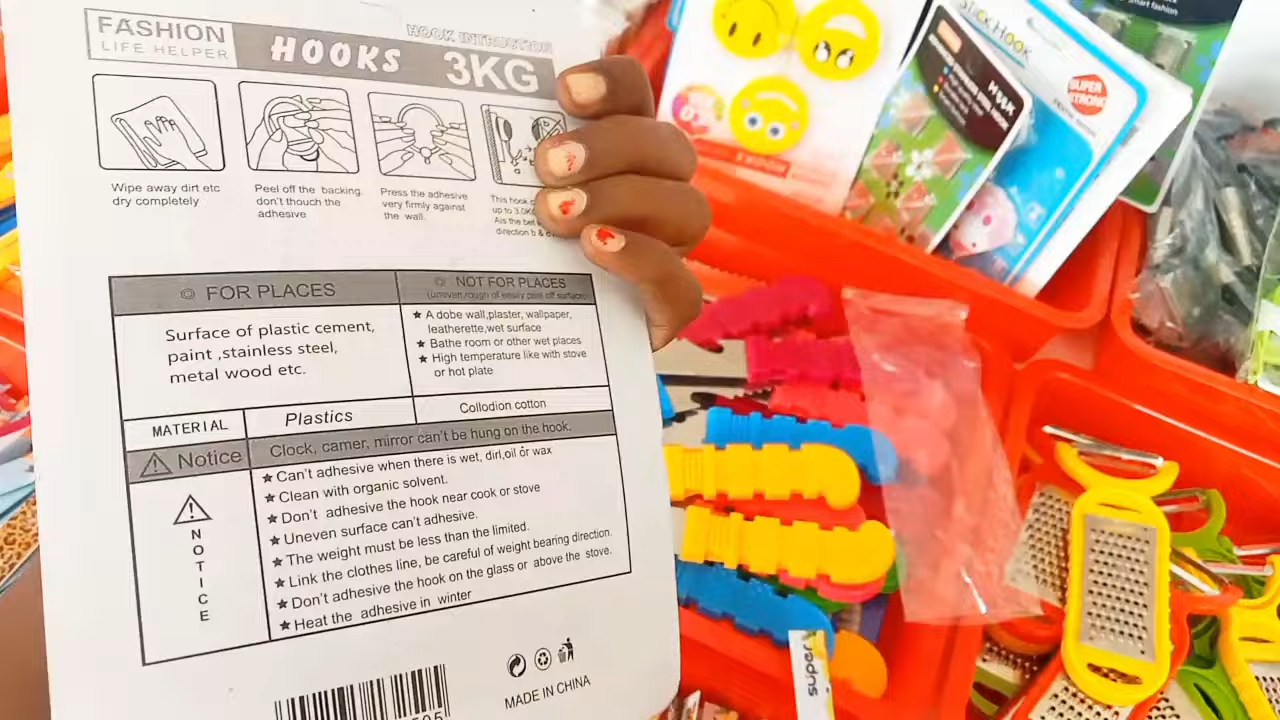 FASHION
LIFE HELPER
HOOKS
HOOK INTRUCTION
3KG
Wipe away dirt etc
dry completely
Peel off the backing
don't thouch the
adhesive
Press the adhesive
very firmly against
the wall.
This hook
up to 3.0K
Ais the bet
direction b &
FOR PLACES
Surface of plastic cement,
paint ,stainless steel,
metal wood etc.
NOT FOR PLACES
(uneven,rough of easily peel off surface)
★ A dobe wall,plaster, wallpaper,
leatherette,wet surface
★ Bathe room or other wet places
★ High temperature like with stove
or hot plate
MATERIAL
Plastics
Collodion cotton
Notice
Clock, camer, mirror can't be hung on the hook.
NOTICE
★ Can't adhesive when there is wet, dirl,oil or wax
★ Clean with organic solvent.
★ Don't adhesive the hook near cook or stove
★ Uneven surface can't adhesive.
★ The weight must be less than the limited.
★ Link the clothes line, be careful of weight bearing direction.
★ Don't adhesive the hook on the glass or above the stove.
★ Heat the adhesive in winter
MADE IN CHINA
STICK HOOK
SUPER
STRONG
HOOK
smart fashion
super